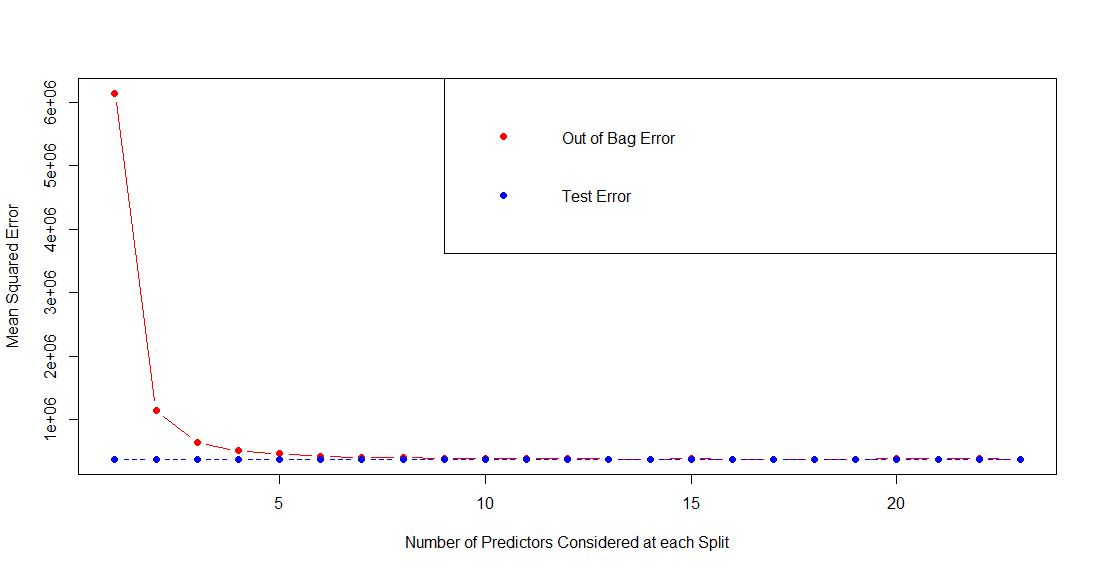 6e+06
5e+06
4e+06
3e+06
2e+06
1e+06
Mean Squared Error
Out of Bag Error
Test Error
5
10
15
20
Number of Predictors Considered at each Split